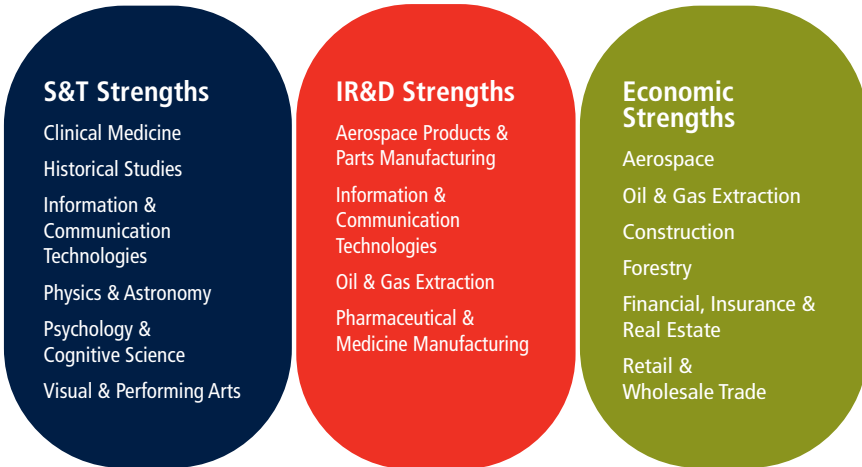 S&T Strengths
Clinical Medicine
Historical Studies
Information &
Communication
Technologies
Physics & Astronomy
Psychology &
Cognitive Science
Visual & Performing Arts
IR&D Strengths
Aerospace Products &
Parts Manufacturing
Information &
Communication
Technologies
Oil & Gas Extraction
Pharmaceutical &
Medicine Manufacturing
Economic
Strengths
Aerospace
Oil & Gas Extraction
Construction
Forestry
Financial, Insurance &
Real Estate
Retail &
Wholesale Trade